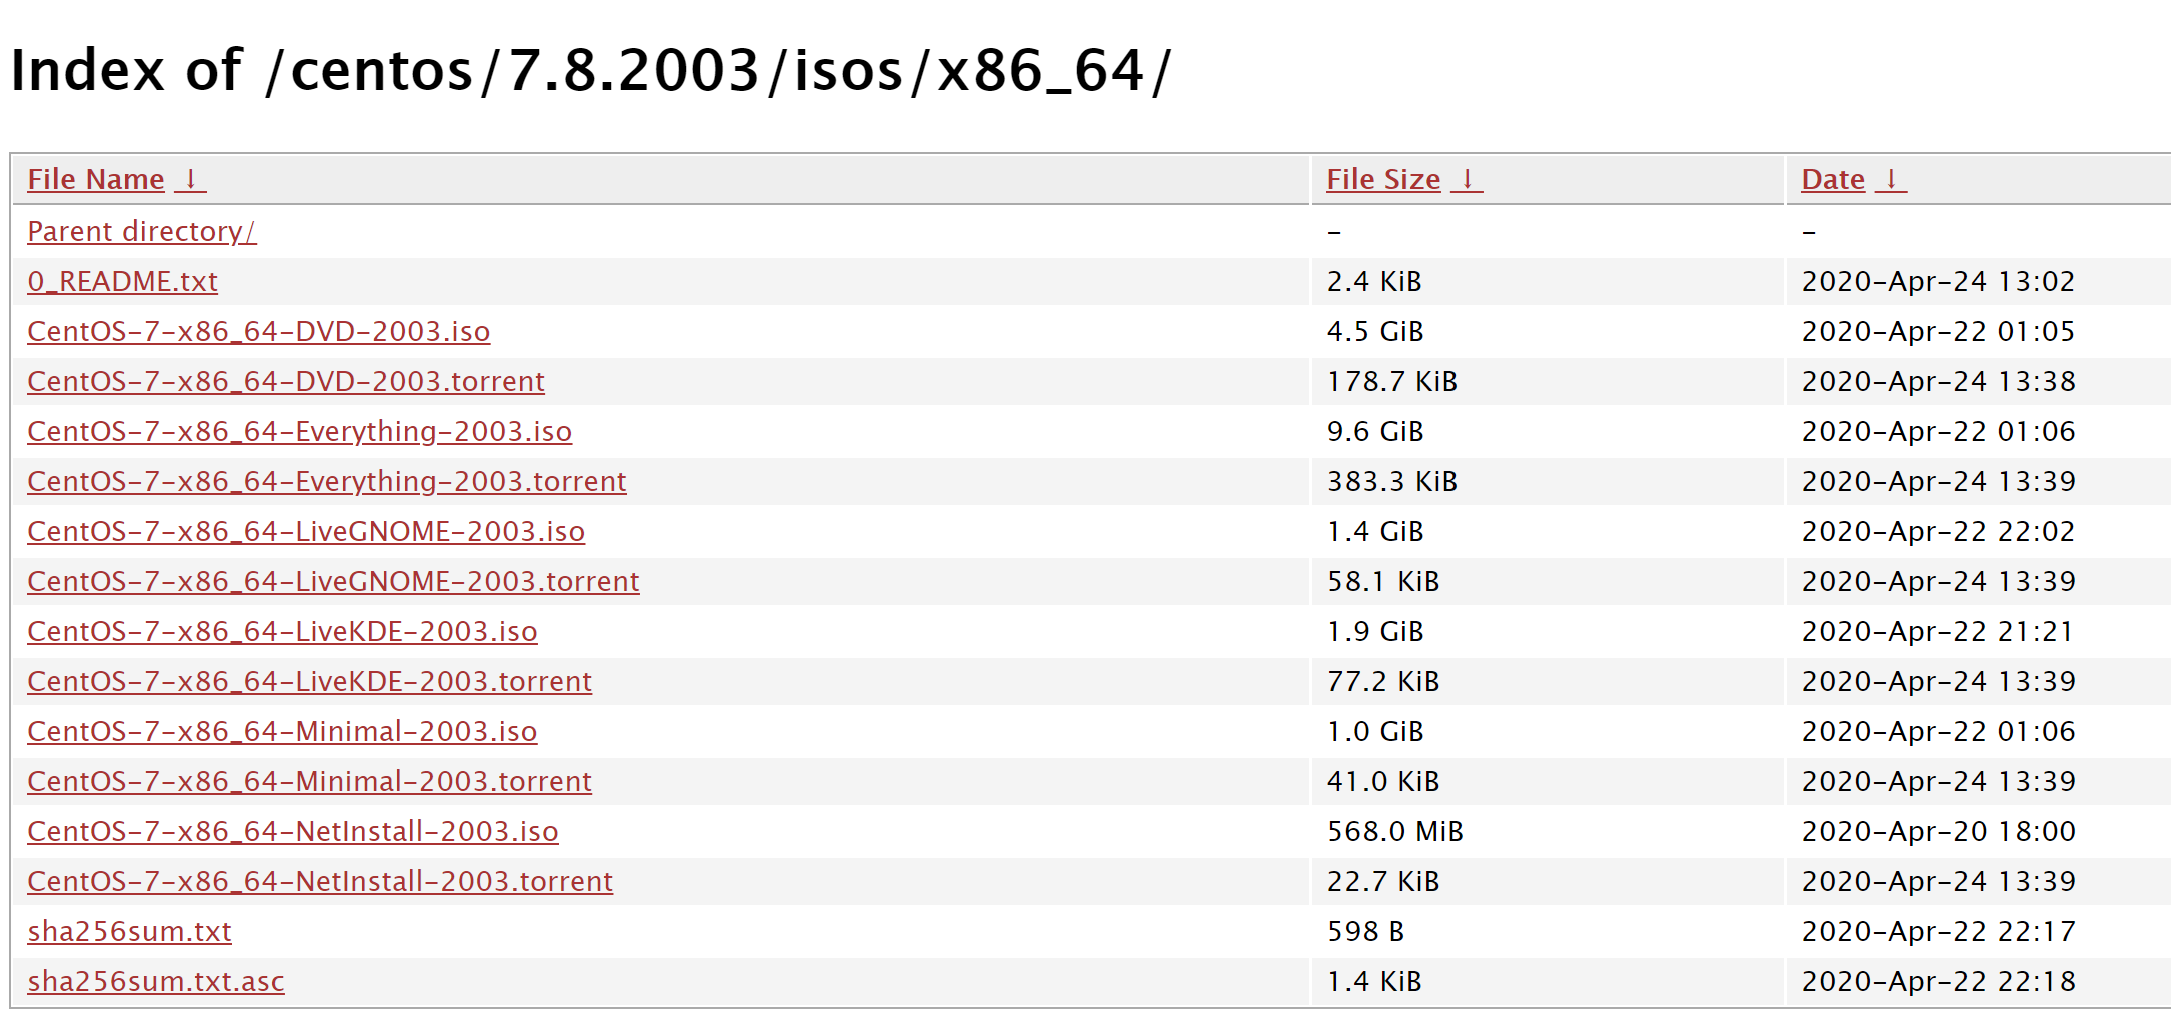 Index of /centos/7.8.2003/isos/x86_64/
File Name ↓ File Size ↓ Date ↓
Parent directory/ - -
0_README.txt 2.4 KiB 2020-Apr-24 13:02
CentOS-7-x86_64-DVD-2003.iso 4.5 GiB 2020-Apr-22 01:05
CentOS-7-x86_64-DVD-2003.torrent 178.7 KiB 2020-Apr-24 13:38
CentOS-7-x86_64-Everything-2003.iso 9.6 GiB 2020-Apr-22 01:06
CentOS-7-x86_64-Everything-2003.torrent 383.3 KiB 2020-Apr-24 13:39
CentOS-7-x86_64-LiveGNOME-2003.iso 1.4 GiB 2020-Apr-22 22:02
CentOS-7-x86_64-LiveGNOME-2003.torrent 58.1 KiB 2020-Apr-24 13:39
CentOS-7-x86_64-LiveKDE-2003.iso 1.9 GiB 2020-Apr-22 21:21
CentOS-7-x86_64-LiveKDE-2003.torrent 77.2 KiB 2020-Apr-24 13:39
CentOS-7-x86_64-Minimal-2003.iso 1.0 GiB 2020-Apr-22 01:06
CentOS-7-x86_64-Minimal-2003.torrent 41.0 KiB 2020-Apr-24 13:39
CentOS-7-x86_64-NetInstall-2003.iso 568.0 MiB 2020-Apr-20 18:00
CentOS-7-x86_64-NetInstall-2003.torrent 22.7 KiB 2020-Apr-24 13:39
sha256sum.txt 598 B 2020-Apr-22 22:17
sha256sum.txt.asc 1.4 KiB 2020-Apr-22 22:18